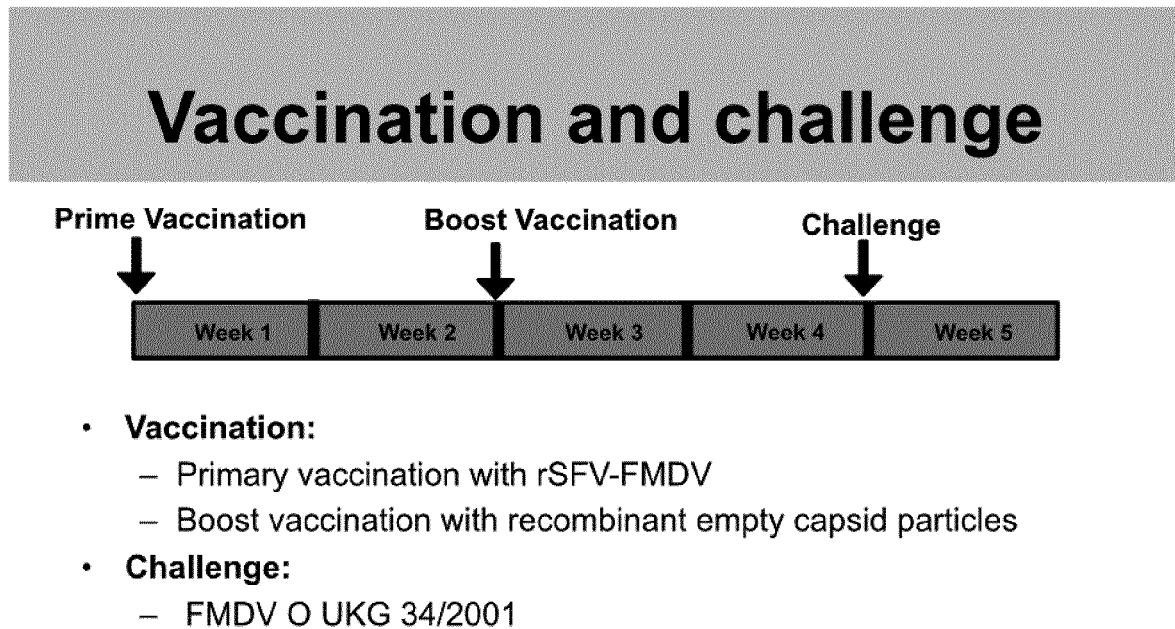 Vaccination and challenge
Prime Vaccination Boost Vaccination Challenge
Week 1 Week 2 Week 3 Week 4 Week 5
• Vaccination:
– Primary vaccination with rSFV-FMDV
– Boost vaccination with recombinant empty capsid particles
• Challenge:
– FMDV O UKG 34/2001